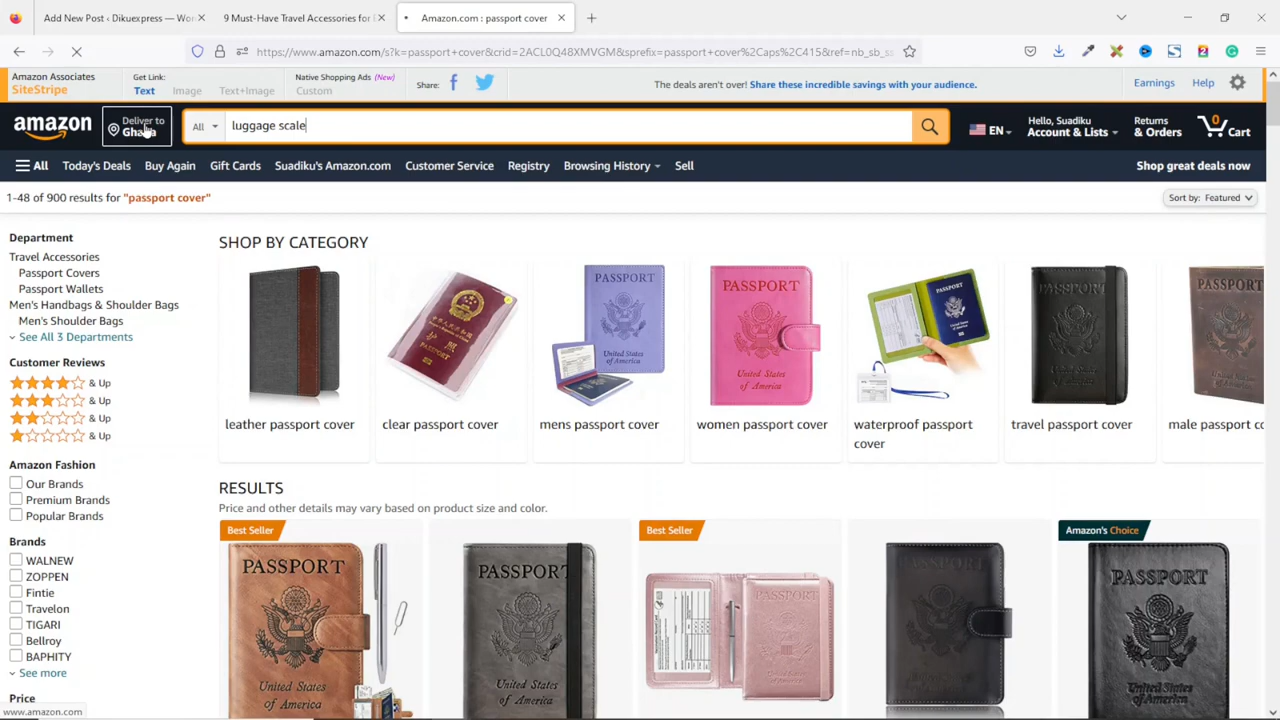 Add New Post ‹ Dikuexpress — Wor
9 Must-Have Travel Accessories for
Amazon.com : passport cover
https://www.amazon.com/s?k=passport+cover&crid=2ACL0Q48XMVGM&sprefix=passport+cover%2Caps%2C415&ref=nb_sb_ss
Amazon Associates
SiteStripe
Get Link:
Text Image Text+Image
Native Shopping Ads (New)
Custom
Share:
The deals aren't over! Share these incredible savings with your audience.
Earnings Help
amazon
Deliver to
Ghana
All
luggage scale
EN
Hello, Suadiku
Account & Lists
Returns
& Orders
0
Cart
All Today's Deals Buy Again Gift Cards Suadiku's Amazon.com Customer Service Registry Browsing History Sell
Shop great deals now
1-48 of 900 results for "passport cover"
Sort by: Featured
Department
Travel Accessories
Passport Covers
Passport Wallets
Men's Handbags & Shoulder Bags
Men's Shoulder Bags
See All 3 Departments
Customer Reviews
& Up
& Up
& Up
& Up
Amazon Fashion
Our Brands
Premium Brands
Popular Brands
Brands
WALNEW
ZOPPEN
Fintie
Travelon
TIGARI
Bellroy
BAPHITY
See more
Price
www.amazon.com
SHOP BY CATEGORY
PASSPORT
PASSPORT
United States
of America
PASSPORT
United States
of America
PASSPORT
United States
of America
leather passport cover
clear passport cover
mens passport cover
women passport cover
waterproof passport
cover
travel passport cover
male passport co
RESULTS
Price and other details may vary based on product size and color.
Best Seller
Best Seller
Amazon's Choice
PASSPORT
United States
of America
PASSPORT
United States
of America
PASSPORT
PASSPORT
United States
PASSPORT
United States
of America